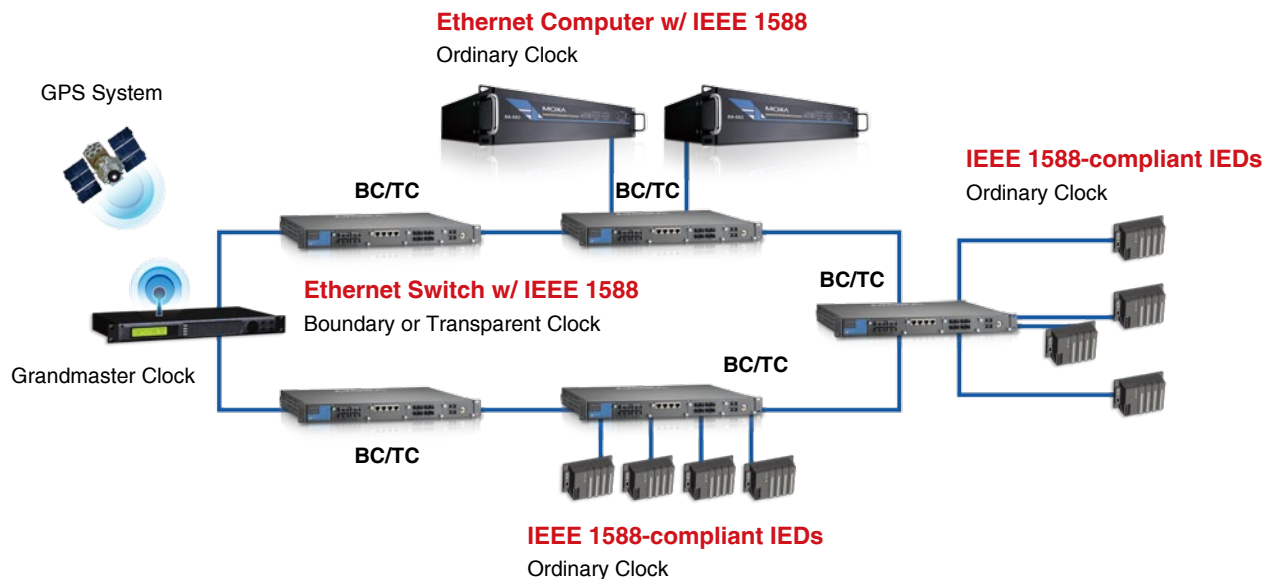 Ethernet Computer w/ IEEE 1588
Ordinary Clock
GPS System
MOXA
MOXA
IEEE 1588-compliant IEDs
Ordinary Clock
BC/TC
BC/TC
BC/TC
Ethernet Switch w/ IEEE 1588
Boundary or Transparent Clock
Grandmaster Clock
BC/TC
BC/TC
IEEE 1588-compliant IEDs
Ordinary Clock